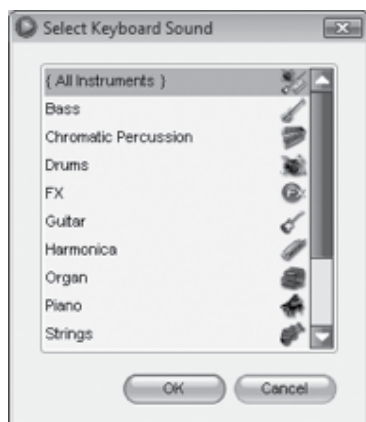 Select Keyboard Sound
{ All Instruments }
Bass
Chromatic Percussion
Drums
FX
Guitar
Harmonica
Organ
Piano
Strings
OK
Cancel